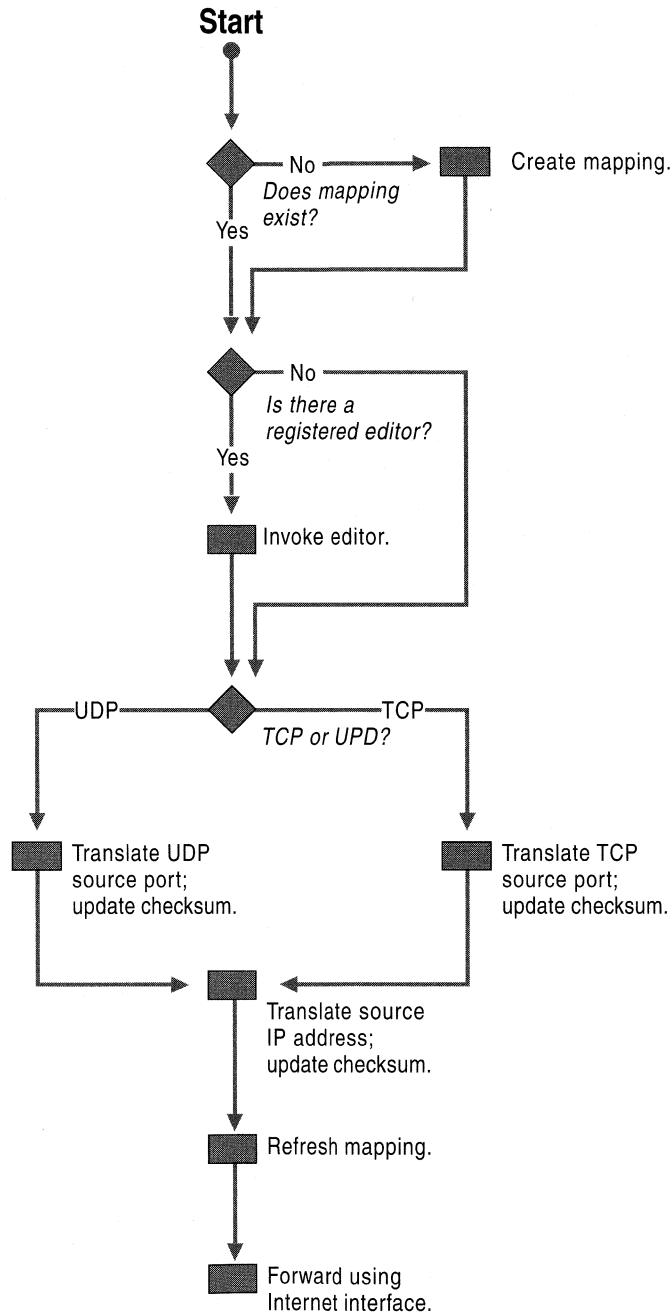 Start
No
Create mapping.
Does mapping
exist?
Yes
No
Is there a
registered editor?
Yes
Invoke editor.
UDP
TCP
TCP or UPD?
Translate UDP
source port;
update checksum.
Translate TCP
source port;
update checksum.
Translate source
IP address;
update checksum.
Refresh mapping.
Forward using
Internet interface.